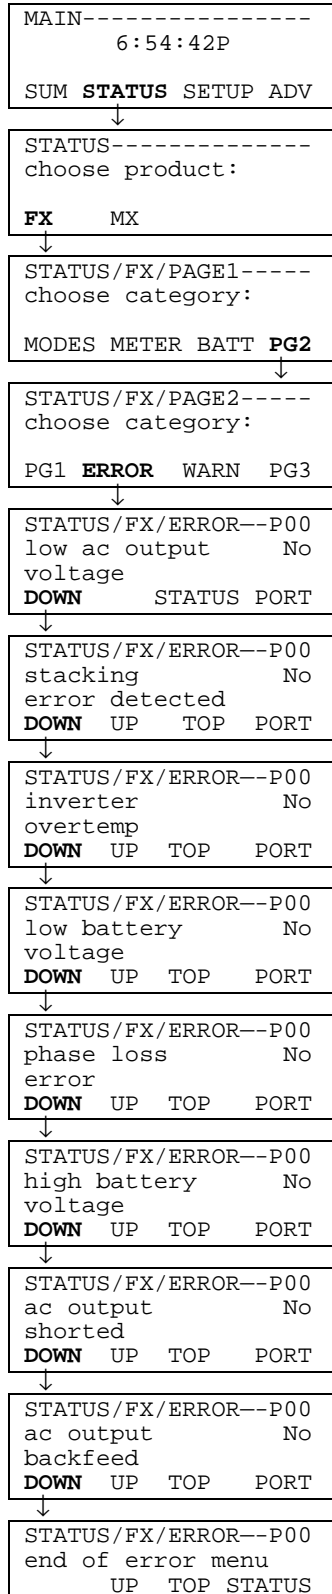 MAIN----------------
6:54:42P
SUM STATUS SETUP ADV
↓
STATUS--------------
choose product:
FX MX
↓
STATUS/FX/PAGE1-----
choose category:
MODES METER BATT PG2
↓
STATUS/FX/PAGE2-----
choose category:
PG1 ERROR WARN PG3
↓
STATUS/FX/ERROR—-P00
low ac output No
voltage
DOWN STATUS PORT
↓
STATUS/FX/ERROR—-P00
stacking No
error detected
DOWN UP TOP PORT
↓
STATUS/FX/ERROR—-P00
inverter No
overtemp
DOWN UP TOP PORT
↓
STATUS/FX/ERROR—-P00
low battery No
voltage
DOWN UP TOP PORT
↓
STATUS/FX/ERROR—-P00
phase loss No
error
DOWN UP TOP PORT
↓
STATUS/FX/ERROR—-P00
high battery No
voltage
DOWN UP TOP PORT
↓
STATUS/FX/ERROR—-P00
ac output No
shorted
DOWN UP TOP PORT
↓
STATUS/FX/ERROR—-P00
ac output No
backfeed
DOWN UP TOP PORT
↓
STATUS/FX/ERROR—-P00
end of error menu
UP TOP STATUS